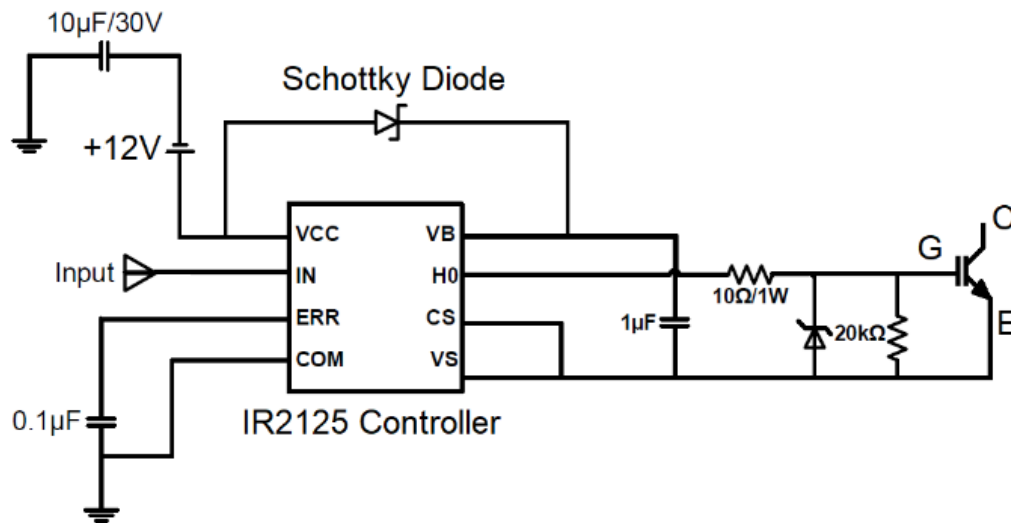 10µF/30V
Schottky Diode
+12V
VCC
VB
C
Input
IN
H0
G
10Ω/1W
ERR
CS
1µF
20kΩ
E
COM
VS
0.1µF
IR2125 Controller